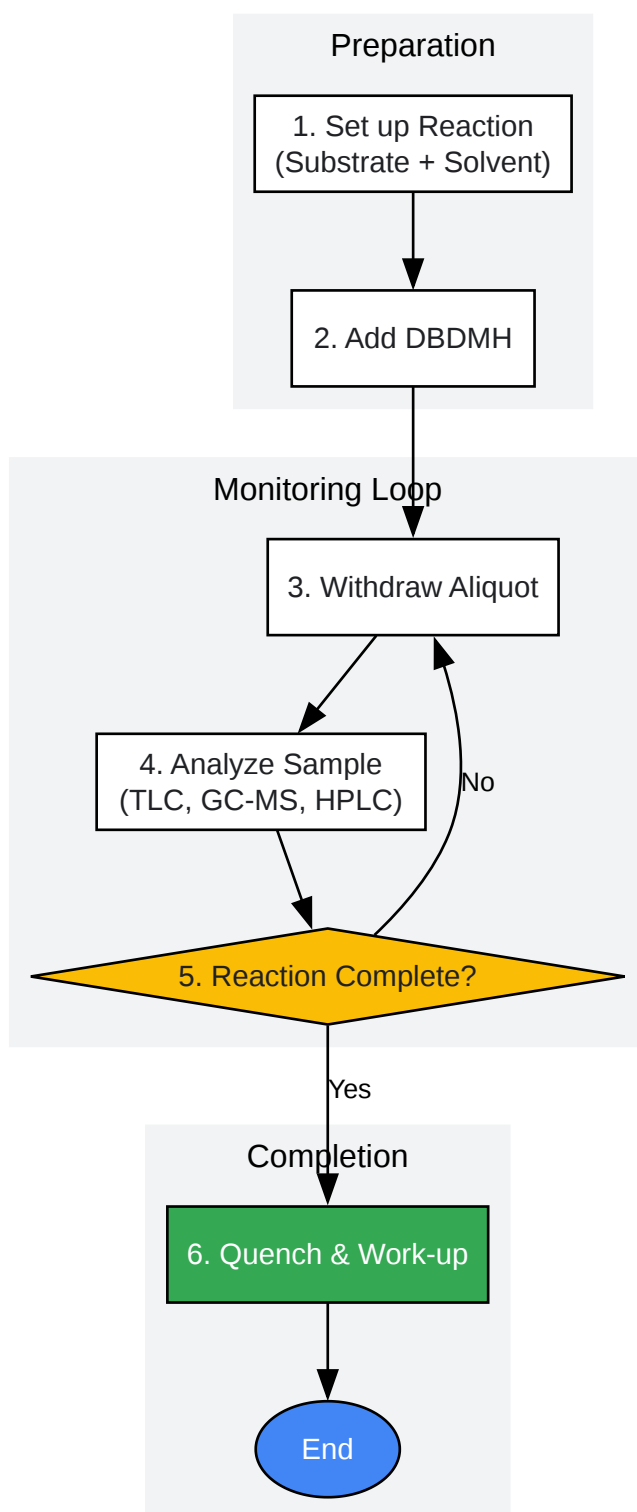 Preparation
1. Set up Reaction
(Substrate + Solvent)
2. Add DBDMH
Monitoring Loop
3. Withdraw Aliquot
4. Analyze Sample
(TLC, GC-MS, HPLC)
No
5. Reaction Complete?
Yes
Completion
6. Quench & Work-up
End